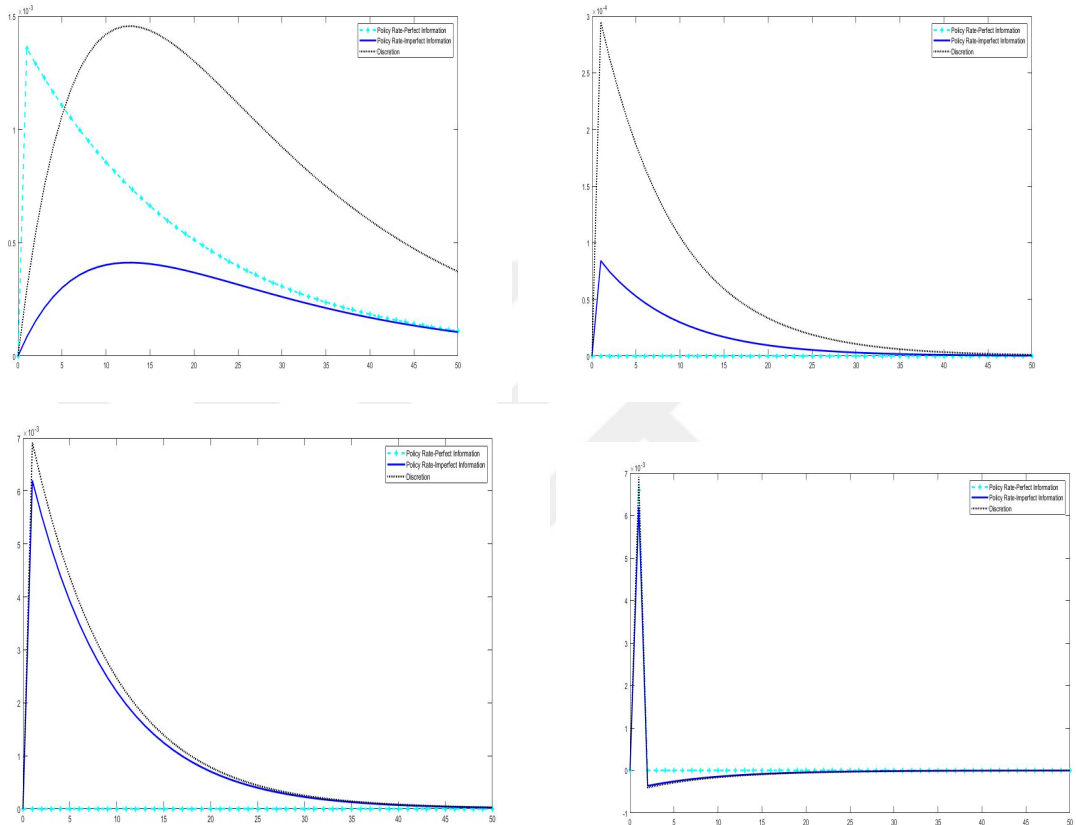 ×10⁻³
1.5
1
0.5
0
0 5 10 15 20 25 30 35 40 45 50
Policy Rate-Perfect Information
Policy Rate-Imperfect Information
Discretion
×10⁻⁴
3
2.5
2
1.5
1
0.5
0
0 5 10 15 20 25 30 35 40 45 50
Policy Rate-Perfect Information
Policy Rate-Imperfect Information
Discretion
×10⁻³
7
6
5
4
3
2
1
0
0 5 10 15 20 25 30 35 40 45 50
Policy Rate-Perfect Information
Policy Rate-Imperfect Information
Discretion
×10⁻³
7
6
5
4
3
2
1
0
-1
0 5 10 15 20 25 30 35 40 45 50
Policy Rate-Perfect Information
Policy Rate-Imperfect Information
Discretion